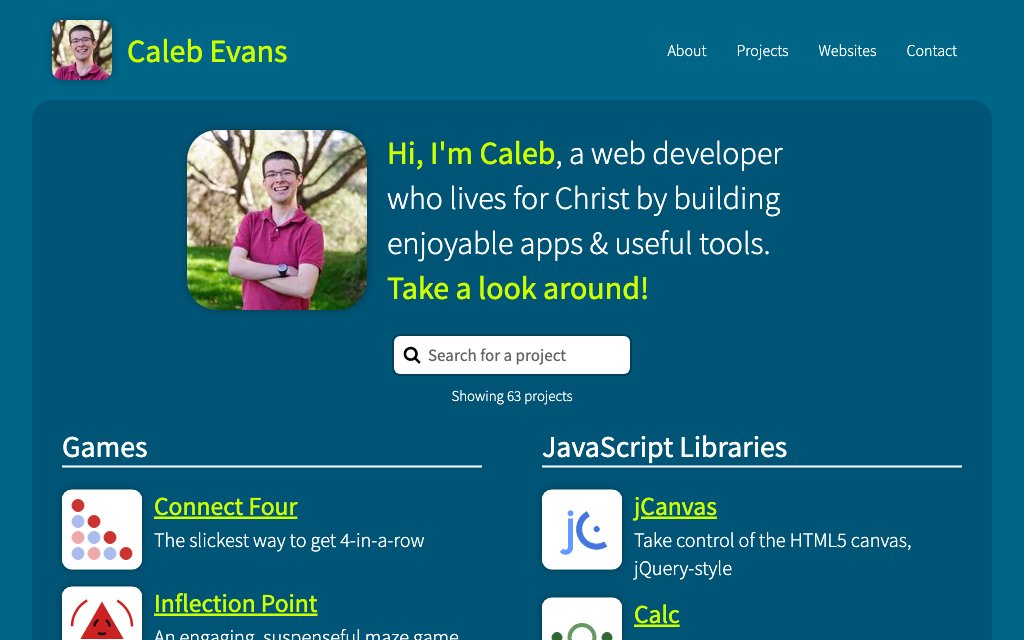 Caleb Evans
About
Projects
Websites
Contact
Hi, I'm Caleb, a web developer
who lives for Christ by building
enjoyable apps & useful tools.
Take a look around!
Search for a project
Showing 63 projects
Games
Connect Four
The slickest way to get 4-in-a-row
Inflection Point
An engaging, suspenseful maze game
JavaScript Libraries
jC
jCanvas
Take control of the HTML5 canvas,
jQuery-style
Calc